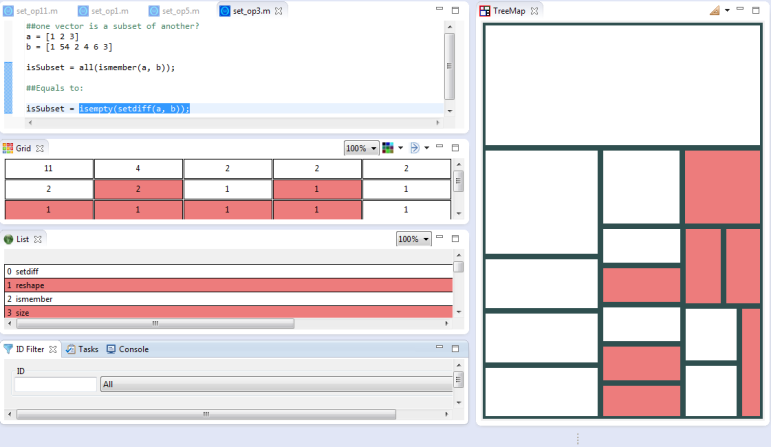 set_op11.m
set_op1.m
set_op5.m
set_op3.m
##one vector is a subset of another?
a = [1 2 3]
b = [1 54 2 4 6 3]
isSubset = all(ismember(a, b));
##Equals to:
isSubset = isempty(setdiff(a, b));
Grid
100%
11 4 2 2 2
2 2 1 1 1
1 1 1 1 1
List
100%
0 setdiff
1 reshape
2 ismember
3 size
ID Filter
Tasks
Console
ID
All
TreeMap